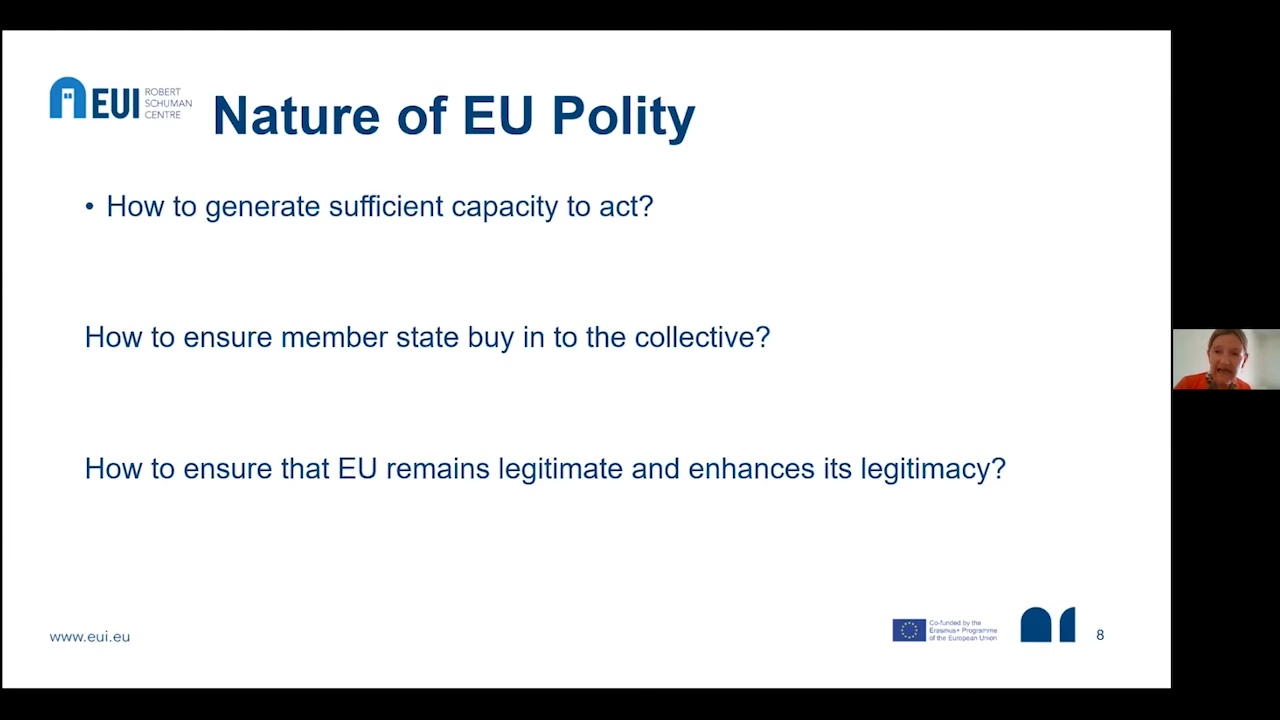 EUI
ROBERT
SCHUMAN
CENTRE
Nature of EU Polity
• How to generate sufficient capacity to act?
How to ensure member state buy in to the collective?
How to ensure that EU remains legitimate and enhances its legitimacy?
www.eui.eu
Co-funded by the
Erasmus+ Programme
of the European Union
8